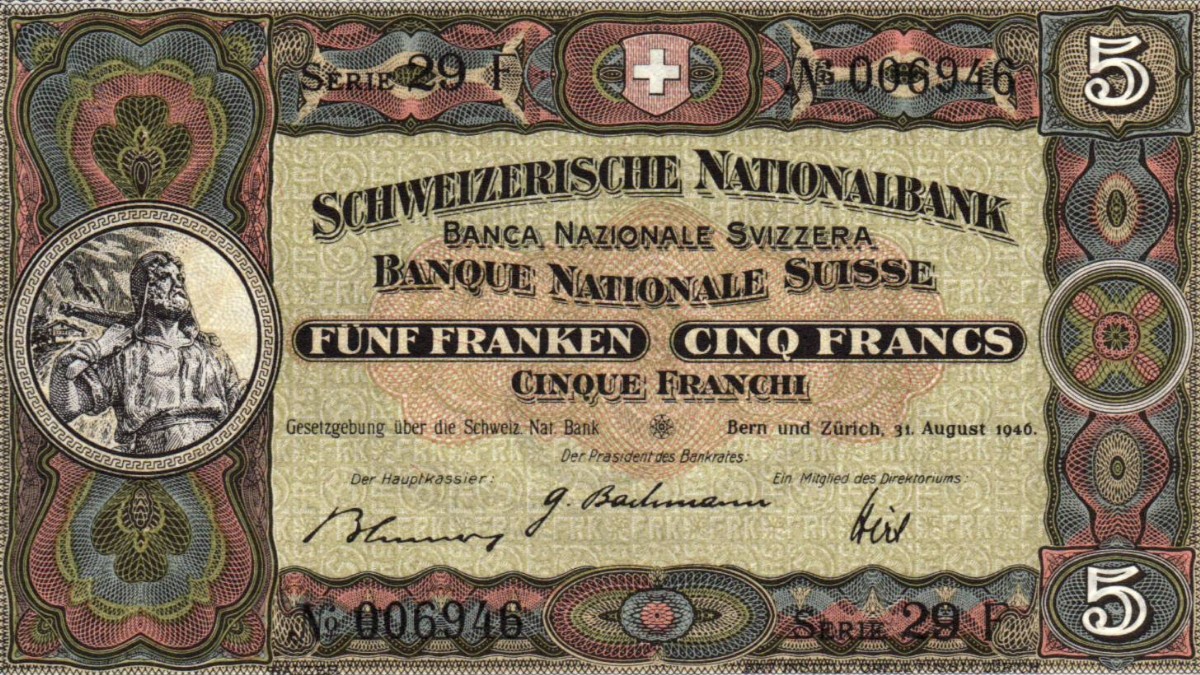 SERIE 29 F
№ 006946
5
SCHWEIZERISCHE NATIONALBANK
BANCA NAZIONALE SVIZZERA
BANQUE NATIONALE SUISSE
FÜNF FRANKEN
CINQ FRANCS
CINQUE FRANCHI
Gesetzgebung über die Schweiz. Nat. Bank
Bern und Zürich, 31. August 1946.
Der Präsident des Bankrates:
Der Hauptkassier:
Ein Mitglied des Direktoriums:
G. Bachmann
Hirs
№ 006946
SERIE 29 F
5